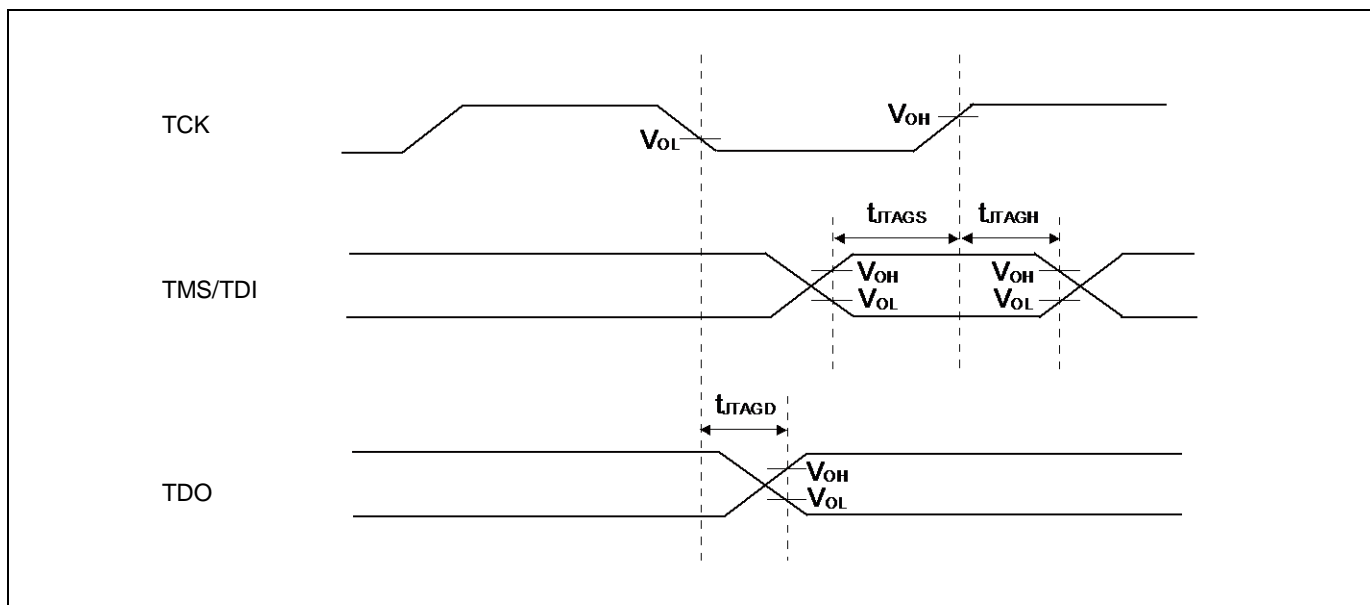 TCK
VOL
VOH
tJTAGS
tJTAGH
TMS/TDI
VOH
VOL
VOH
VOL
tJTAGD
TDO
VOH
VOL